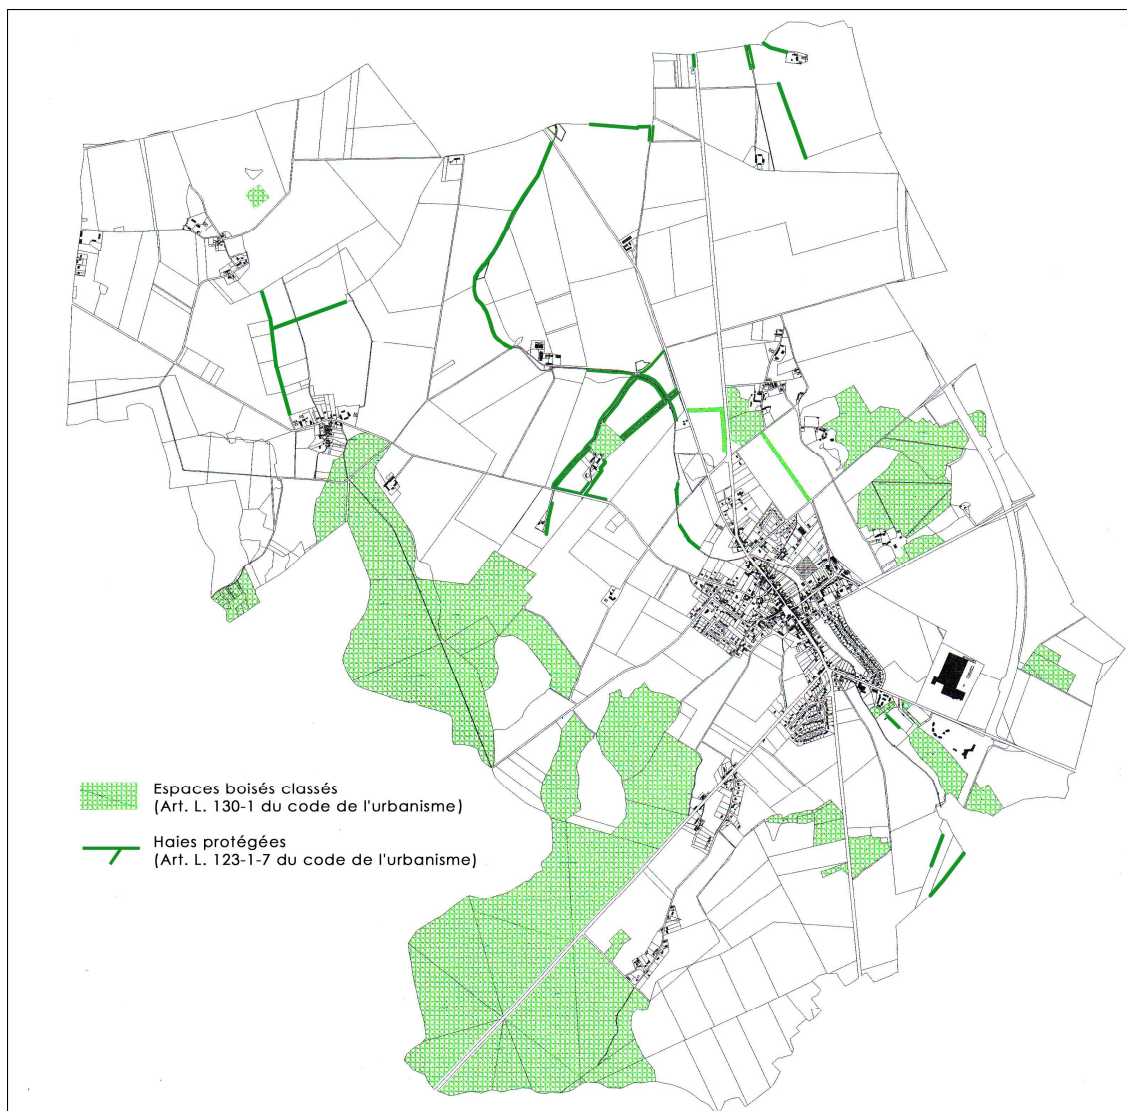 Espaces boisés classés
(Art. L. 130-1 du code de l'urbanisme)
Haies protégées
(Art. L. 123-1-7 du code de l'urbanisme)